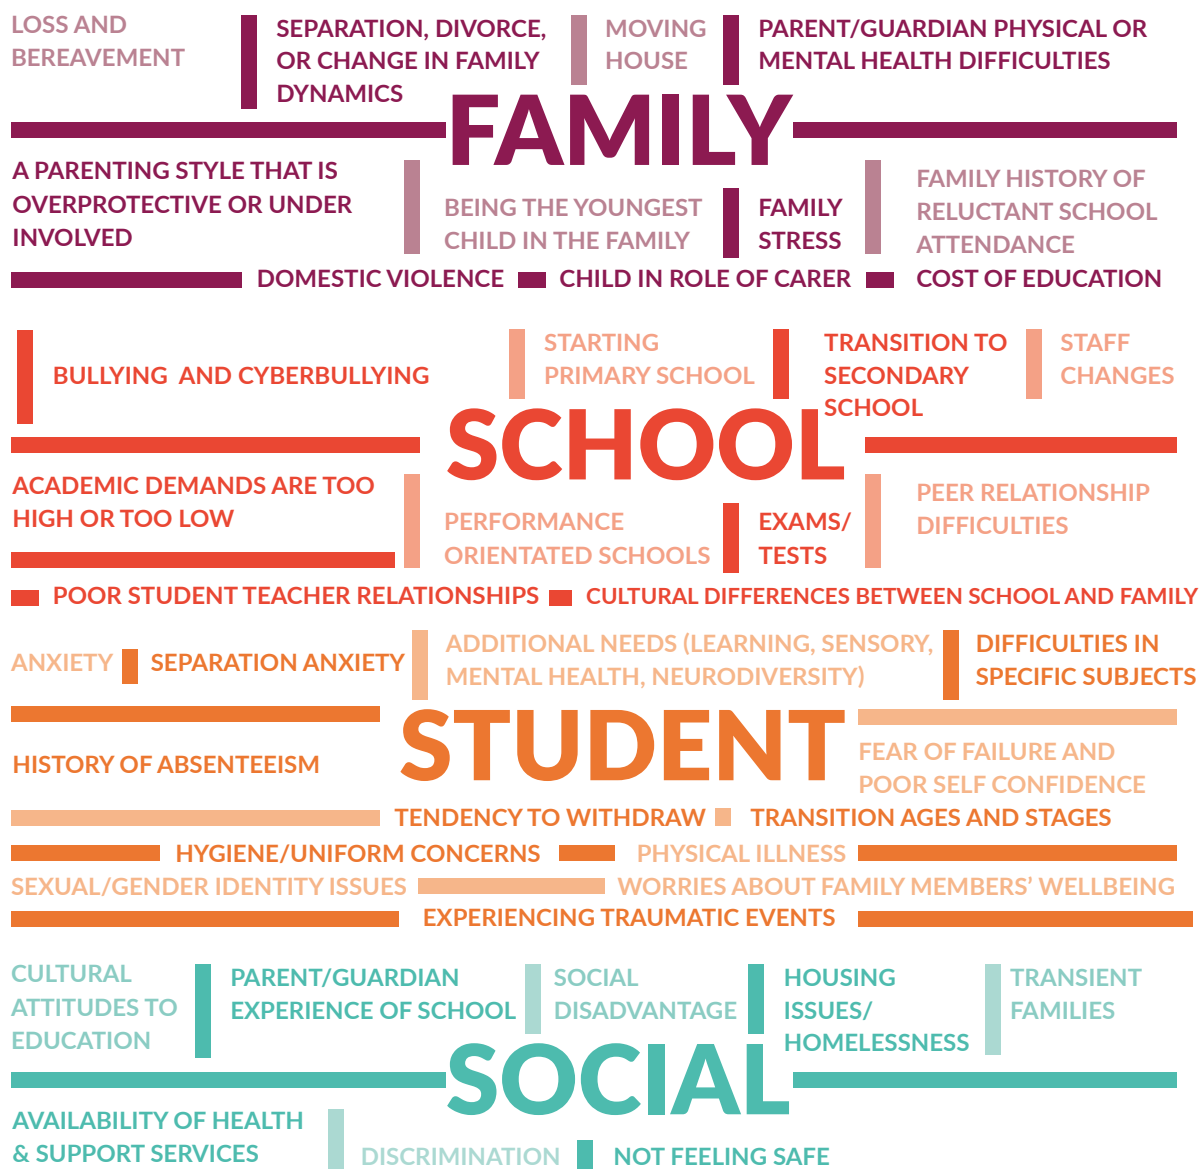 LOSS AND
BEREAVEMENT
SEPARATION, DIVORCE,
OR CHANGE IN FAMILY
DYNAMICS
MOVING
HOUSE
PARENT/GUARDIAN PHYSICAL OR
MENTAL HEALTH DIFFICULTIES
FAMILY
A PARENTING STYLE THAT IS
OVERPROTECTIVE OR UNDER
INVOLVED
BEING THE YOUNGEST
CHILD IN THE FAMILY
FAMILY
STRESS
FAMILY HISTORY OF
RELUCTANT SCHOOL
ATTENDANCE
DOMESTIC VIOLENCE
CHILD IN ROLE OF CARER
COST OF EDUCATION
BULLYING AND CYBERBULLYING
STARTING
PRIMARY SCHOOL
TRANSITION TO
SECONDARY
SCHOOL
STAFF
CHANGES
SCHOOL
ACADEMIC DEMANDS ARE TOO
HIGH OR TOO LOW
PERFORMANCE
ORIENTATED SCHOOLS
EXAMS/
TESTS
PEER RELATIONSHIP
DIFFICULTIES
POOR STUDENT TEACHER RELATIONSHIPS
CULTURAL DIFFERENCES BETWEEN SCHOOL AND FAMILY
ANXIETY
SEPARATION ANXIETY
ADDITIONAL NEEDS (LEARNING, SENSORY,
MENTAL HEALTH, NEURODIVERSITY)
DIFFICULTIES IN
SPECIFIC SUBJECTS
STUDENT
HISTORY OF ABSENTEEISM
FEAR OF FAILURE AND
POOR SELF CONFIDENCE
TENDENCY TO WITHDRAW
TRANSITION AGES AND STAGES
HYGIENE/UNIFORM CONCERNS
PHYSICAL ILLNESS
SEXUAL/GENDER IDENTITY ISSUES
WORRIES ABOUT FAMILY MEMBERS’ WELLBEING
EXPERIENCING TRAUMATIC EVENTS
CULTURAL
ATTITUDES TO
EDUCATION
PARENT/GUARDIAN
EXPERIENCE OF SCHOOL
SOCIAL
DISADVANTAGE
HOUSING
ISSUES/
HOMELESSNESS
TRANSIENT
FAMILIES
SOCIAL
AVAILABILITY OF HEALTH
& SUPPORT SERVICES
DISCRIMINATION
NOT FEELING SAFE